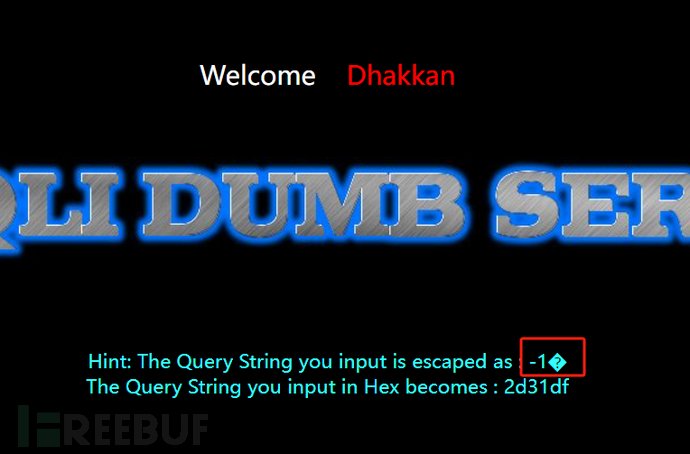 Welcome Dhakkan
QLI DUMB SER
Hint: The Query String you input is escaped as : -1�
The Query String you input in Hex becomes : 2d31df
FREEBUF